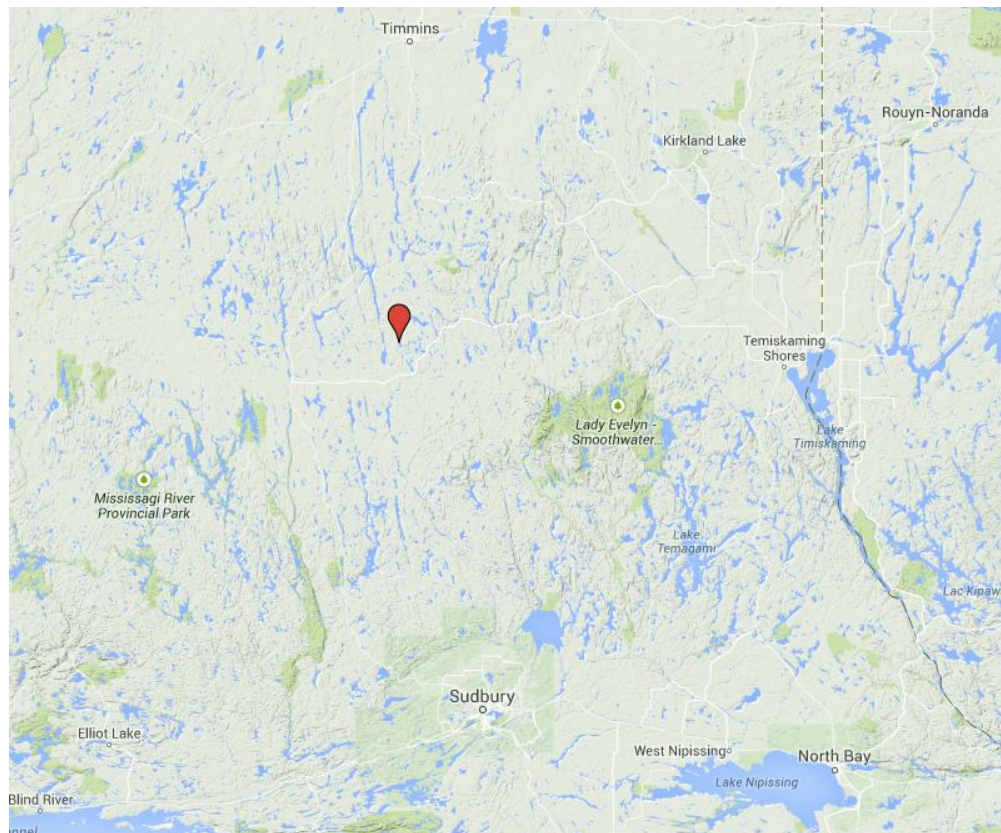 Timmins
Rouyn-Noranda
Kirkland Lake
Temiskaming
Shores
Lady Evelyn -
Smoothwater...
Lake
Timiskaming
Mississagi River
Provincial Park
Lake
Temagami
Lac Kipaw
Sudbury
Elliot Lake
West Nipissing
North Bay
Lake Nipissing
Blind River
nnel